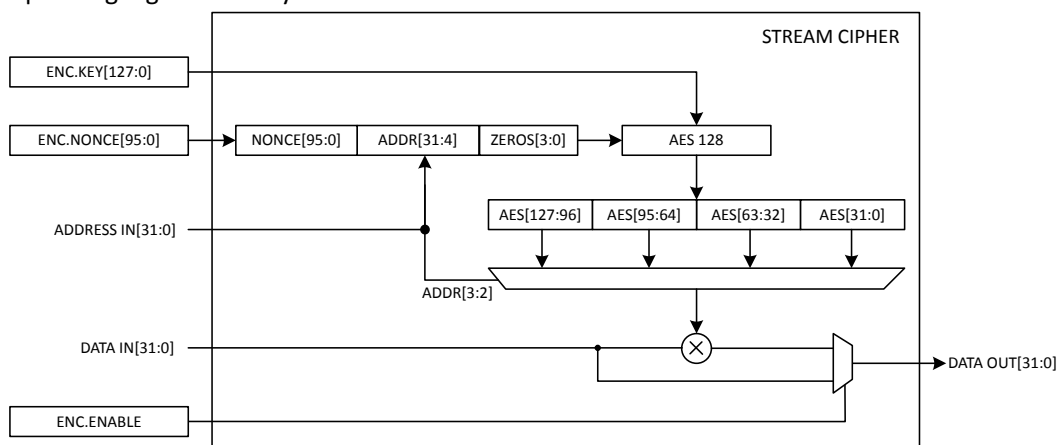 STREAM CIPHER
ENC.KEY[127:0]
ENC.NONCE[95:0]
NONCE[95:0]
ADDR[31:4]
ZEROS[3:0]
AES 128
AES[127:96]
AES[95:64]
AES[63:32]
AES[31:0]
ADDRESS IN[31:0]
ADDR[3:2]
DATA IN[31:0]
DATA OUT[31:0]
ENC.ENABLE